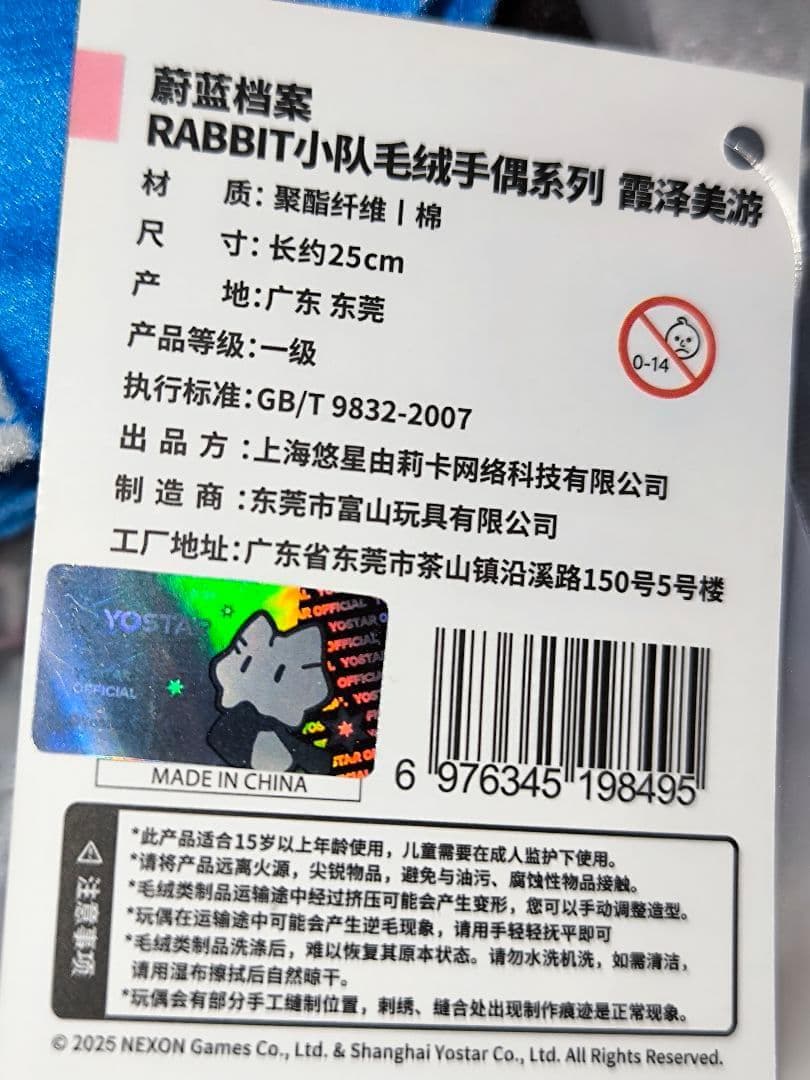 蔚蓝档案
RABBIT小队毛绒手偶系列 霞泽美游
材 质：聚酯纤维丨棉
尺 寸：长约25cm
产 地：广东 东莞
产品等级：一级
执行标准：GB/T 9832-2007
出品方：上海悠星由莉卡网络科技有限公司
制造商：东莞市富山玩具有限公司
工厂地址：广东省东莞市茶山镇沿溪路150号5号楼
0-14
YOSTAR
OFFICIAL
YOSTAR OFFICIAL
MADE IN CHINA
6 976345 198495
注意事项
*此产品适合15岁以上年龄使用，儿童需要在成人监护下使用。
*请将产品远离火源，尖锐物品，避免与油污、腐蚀性物品接触。
*毛绒类制品运输途中经过挤压可能会产生变形，您可以手动调整造型。
*玩偶在运输途中可能会产生逆毛现象，请用手轻轻抚平即可
*毛绒类制品洗涤后，难以恢复其原本状态。请勿水洗机洗，如需清洁，
请用湿布擦拭后自然晾干。
*玩偶会有部分手工缝制位置，刺绣、缝合处出现制作痕迹是正常现象。
© 2025 NEXON Games Co., Ltd. & Shanghai Yostar Co., Ltd. All Rights Reserved.